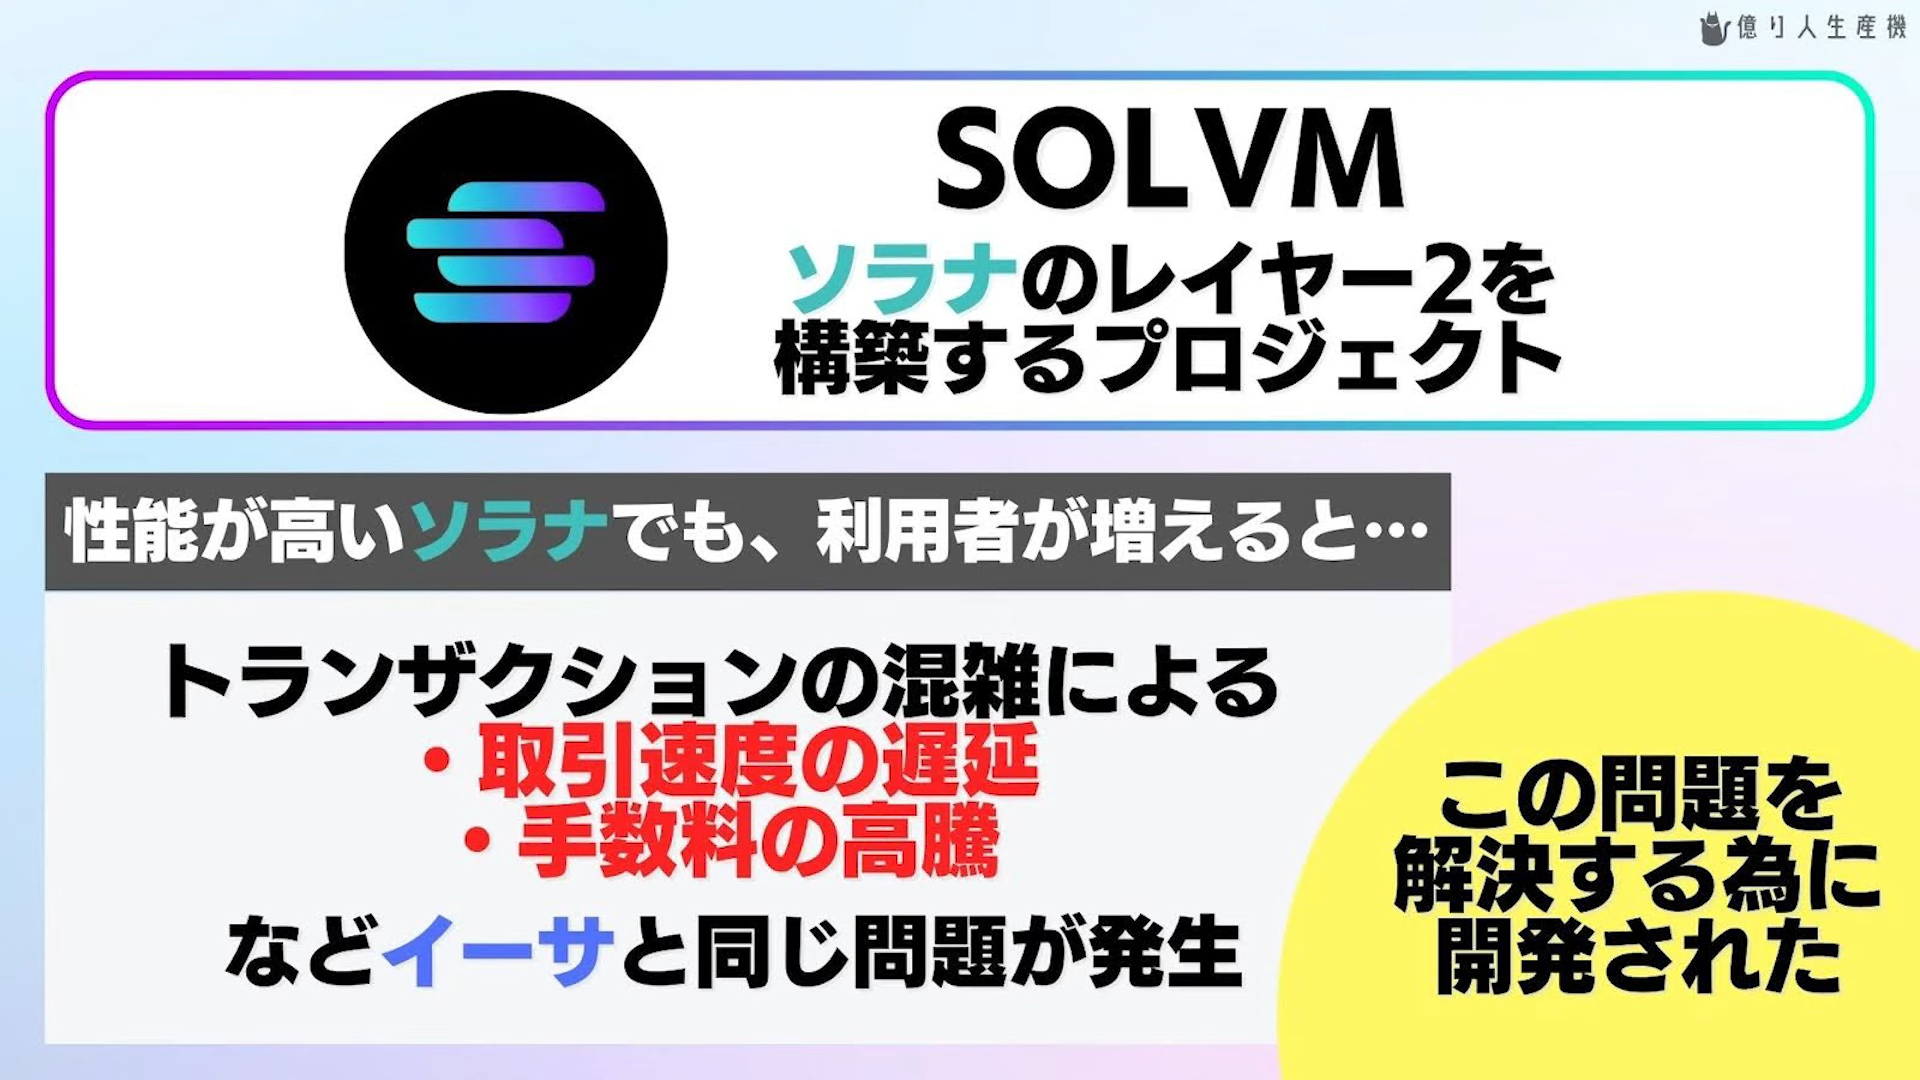 億り人生産機
SOLVM
ソラナのレイヤー2を
構築するプロジェクト
性能が高いソラナでも、利用者が増えると…
トランザクションの混雑による
・取引速度の遅延
・手数料の高騰
などイーサと同じ問題が発生
この問題を
解決する為に
開発された